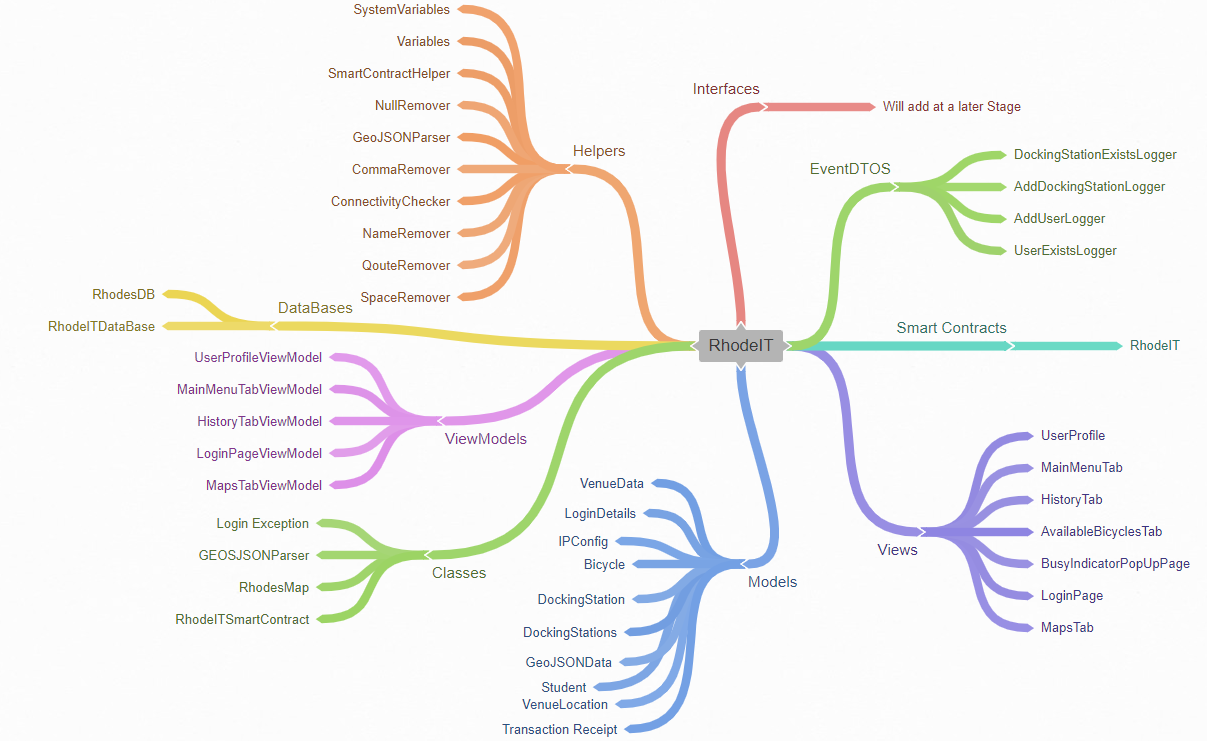 RhodeIT
Helpers
SystemVariables
Variables
SmartContractHelper
NullRemover
GeoJSONParser
CommaRemover
ConnectivityChecker
NameRemover
QouteRemover
SpaceRemover
DataBases
RhodesDB
RhodeITDataBase
ViewModels
UserProfileViewModel
MainMenuTabViewModel
HistoryTabViewModel
LoginPageViewModel
MapsTabViewModel
Classes
Login Exception
GEOSJSONParser
RhodesMap
RhodeITSmartContract
Interfaces
Will add at a later Stage
EventDTOS
DockingStationExistsLogger
AddDockingStationLogger
AddUserLogger
UserExistsLogger
Smart Contracts
RhodeIT
Views
UserProfile
MainMenuTab
HistoryTab
AvailableBicyclesTab
BusyIndicatorPopUpPage
LoginPage
MapsTab
Models
VenueData
LoginDetails
IPConfig
Bicycle
DockingStation
DockingStations
GeoJSONData
Student
VenueLocation
Transaction Receipt